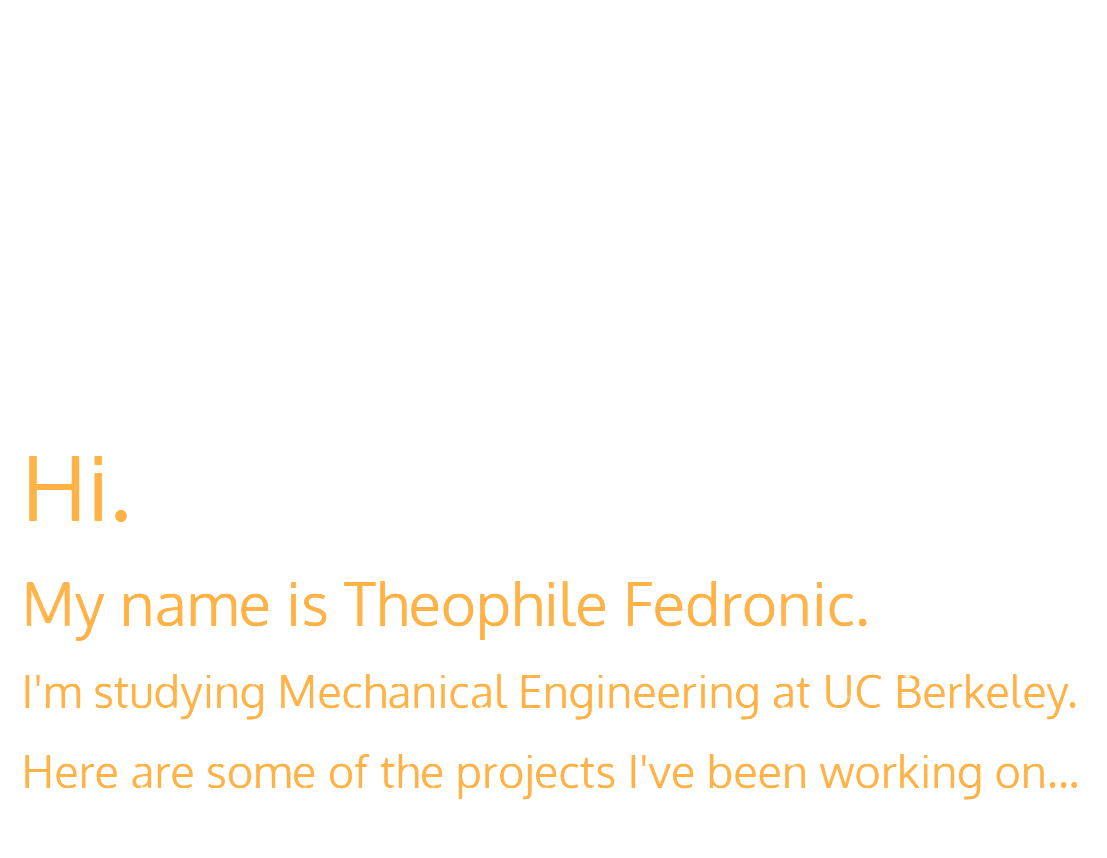 Hi.
My name is Theophile Fedronic.
I'm studying Mechanical Engineering at UC Berkeley.
Here are some of the projects I've been working on...